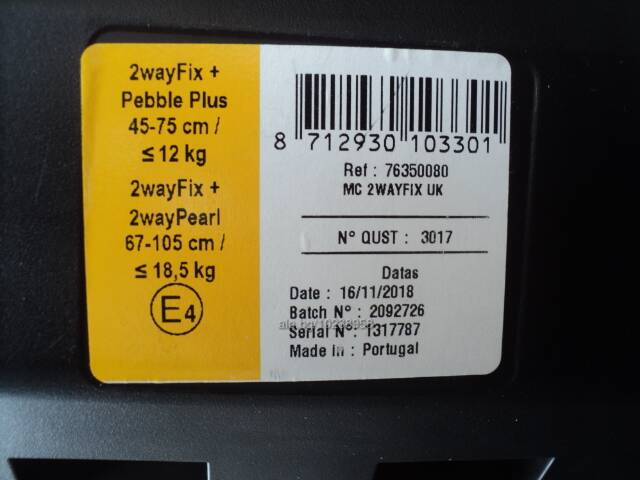 2wayFix +
Pebble Plus
45-75 cm /
≤ 12 kg
2wayFix +
2wayPearl
67-105 cm /
≤ 18,5 kg
E4
8 712930 103301
Ref : 76350080
MC 2WAYFIX UK
N° QUST : 3017
Datas
Date : 16/11/2018
Batch N° : 2092726
Serial N° : 1317787
Made in : Portugal